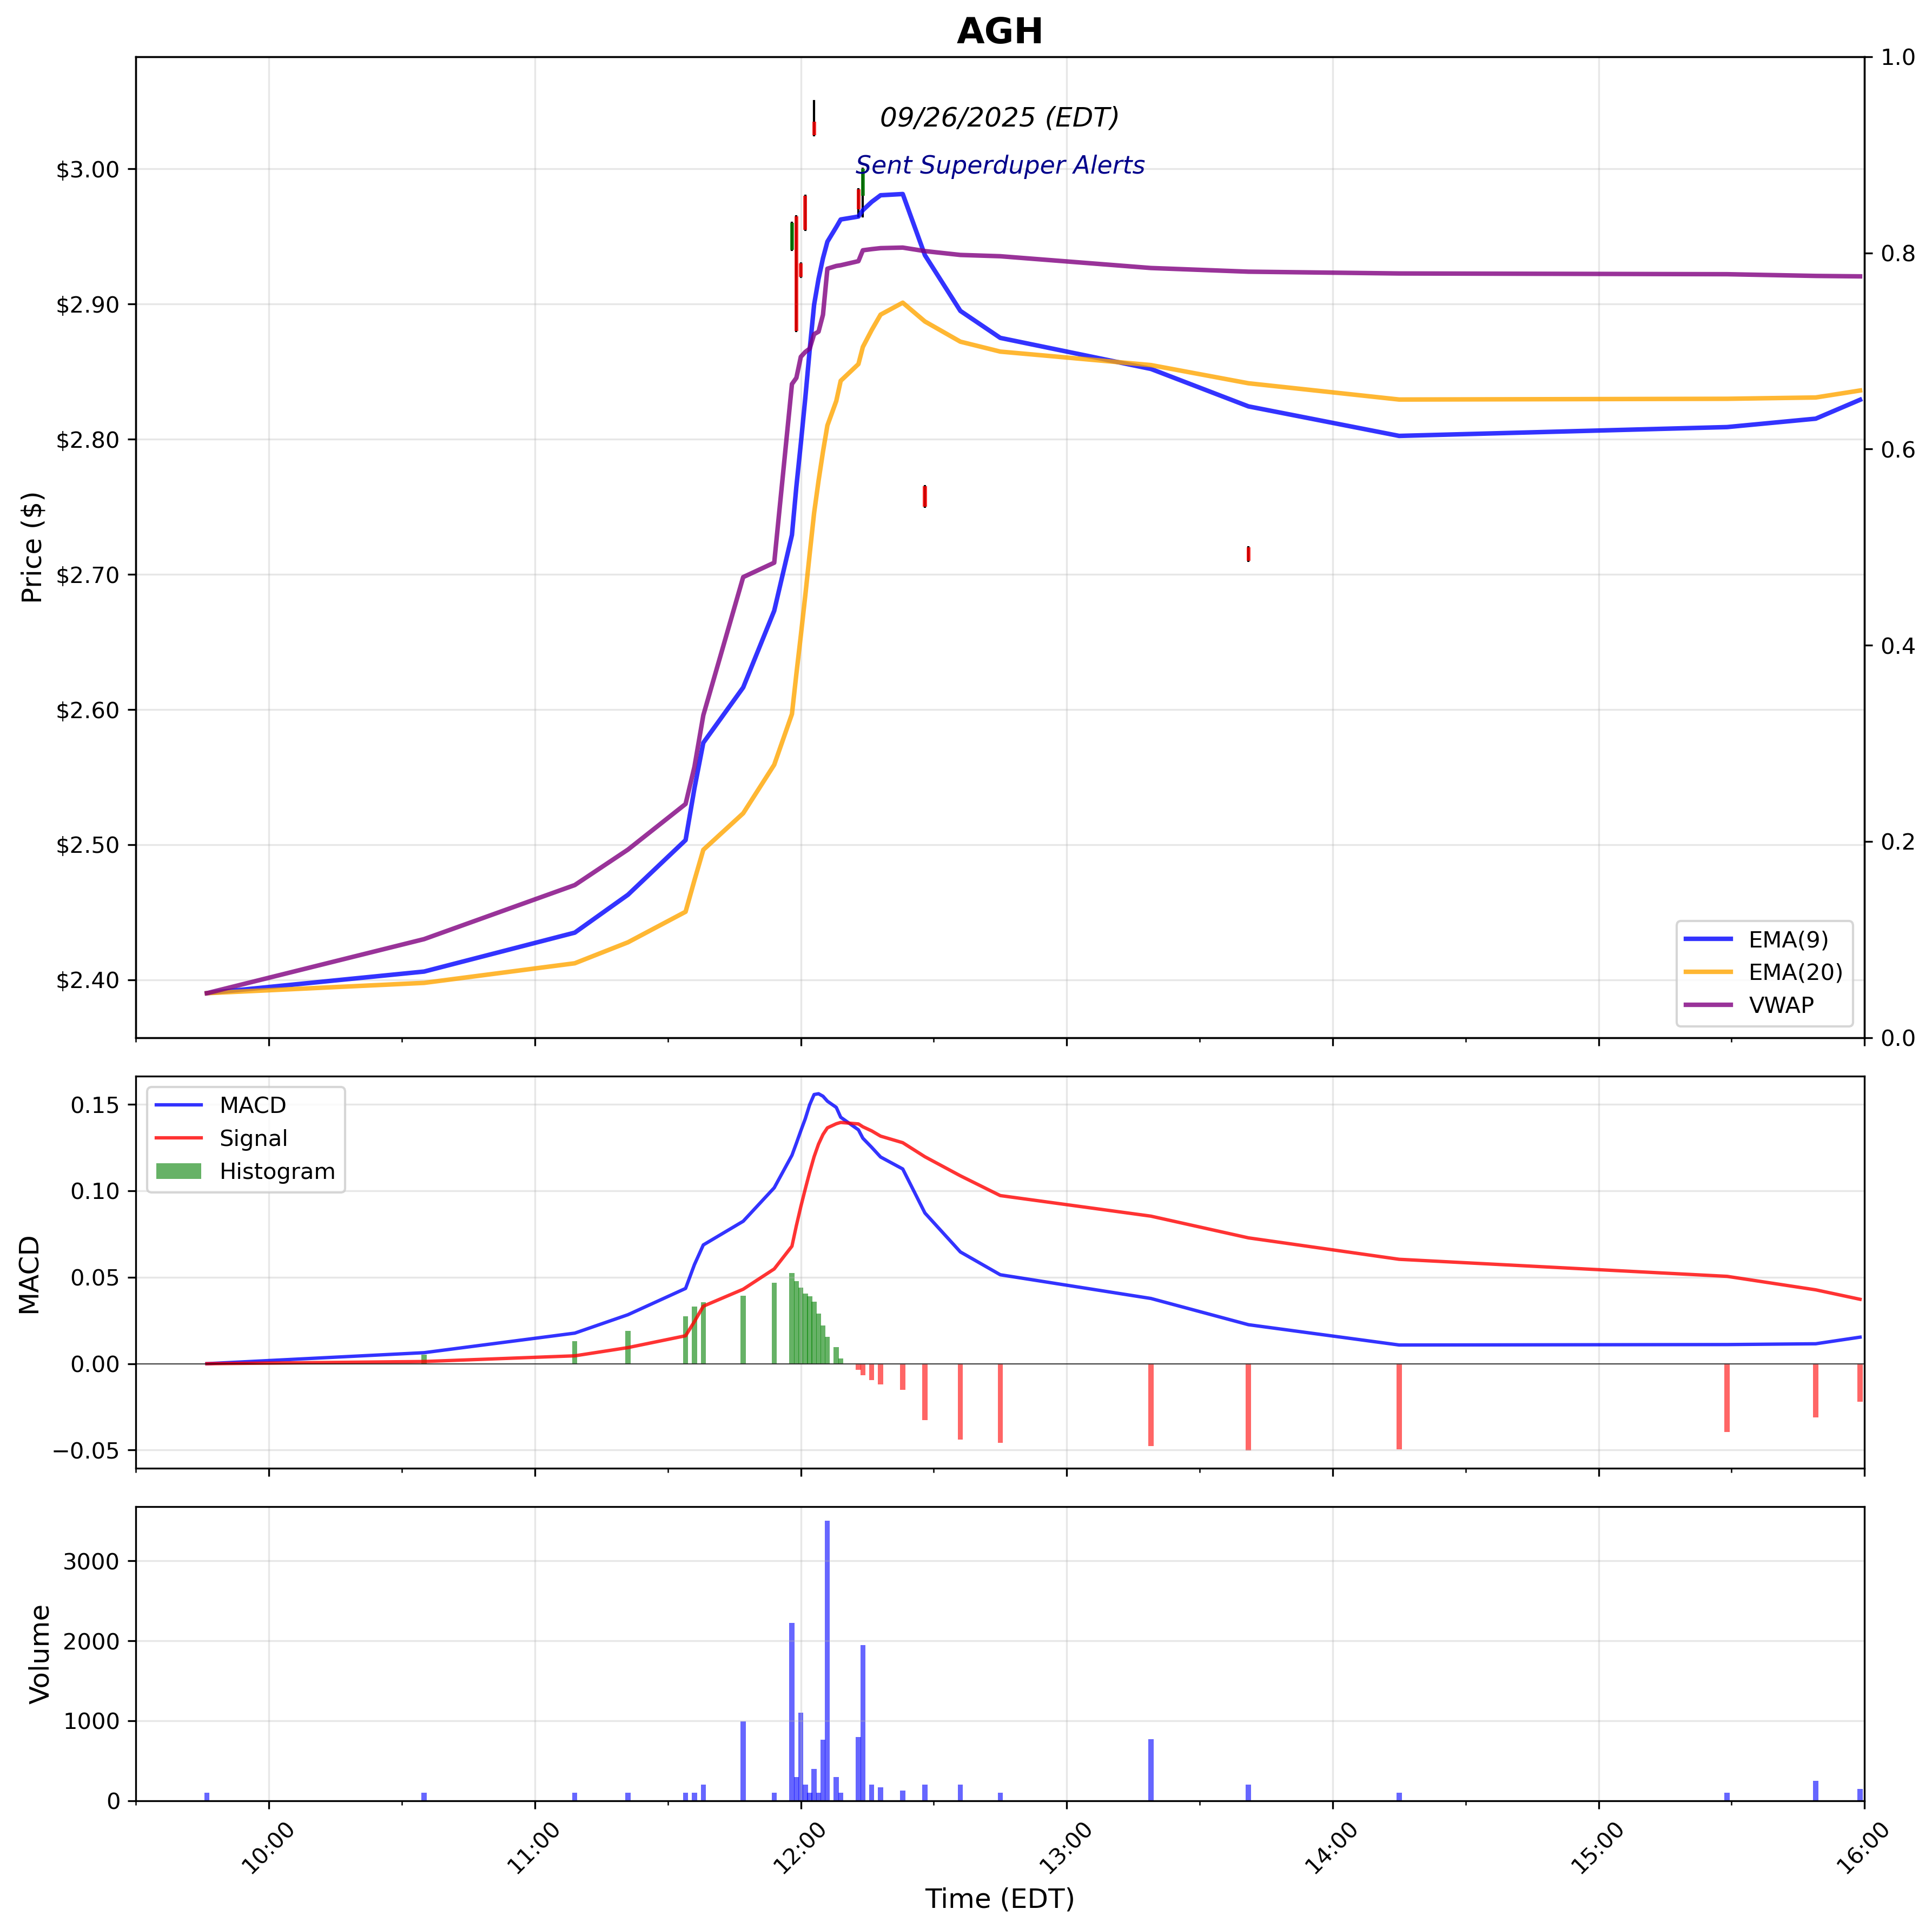 AGH
09/26/2025 (EDT)
Sent Superduper Alerts
Price ($)
$3.00
$2.90
$2.80
$2.70
$2.60
$2.50
$2.40
1.0
0.8
0.6
0.4
0.2
0.0
EMA(9)
EMA(20)
VWAP
MACD
0.15
0.10
0.05
0.00
−0.05
MACD
Signal
Histogram
Volume
3000
2000
1000
0
10:00
11:00
12:00
13:00
14:00
15:00
16:00
Time (EDT)